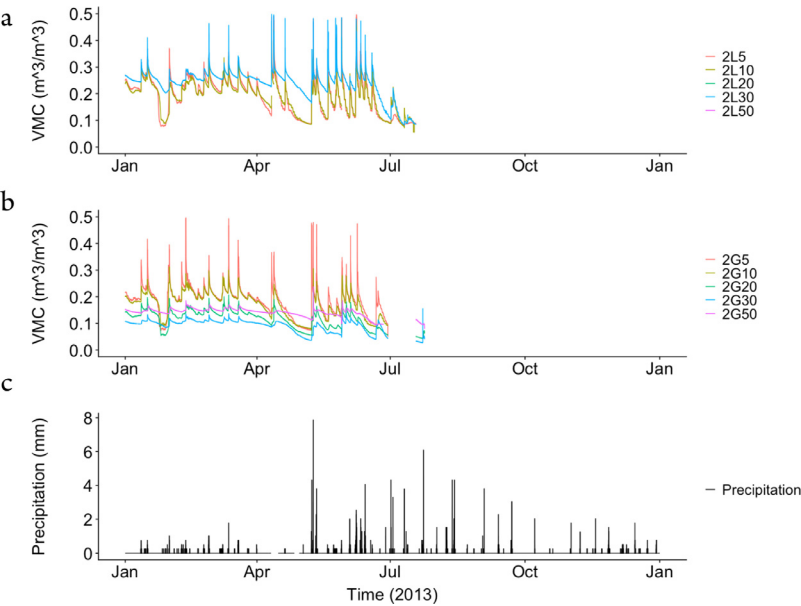 a
VMC (m^3/m^3)
0.5
0.4
0.3
0.2
0.1
0.0
Jan
Apr
Jul
Oct
Jan
2L5
2L10
2L20
2L30
2L50
b
VMC (m^3/m^3)
0.5
0.4
0.3
0.2
0.1
0.0
Jan
Apr
Jul
Oct
Jan
2G5
2G10
2G20
2G30
2G50
c
Precipitation (mm)
8
6
4
2
0
Jan
Apr
Jul
Oct
Jan
Time (2013)
Precipitation